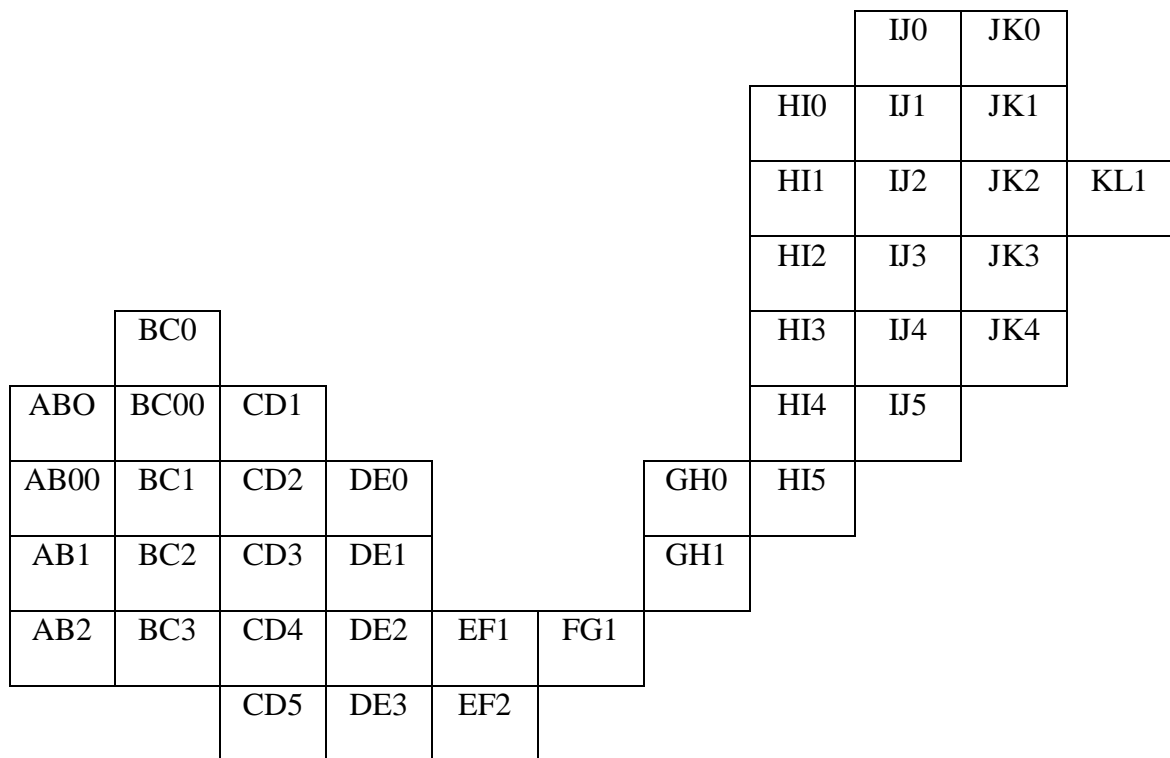 IJ0 JK0
HI0 IJ1 JK1
HI1 IJ2 JK2 KL1
HI2 IJ3 JK3
BC0 HI3 IJ4 JK4
ABO BC00 CD1 HI4 IJ5
AB00 BC1 CD2 DE0 GH0 HI5
AB1 BC2 CD3 DE1 GH1
AB2 BC3 CD4 DE2 EF1 FG1
CD5 DE3 EF2